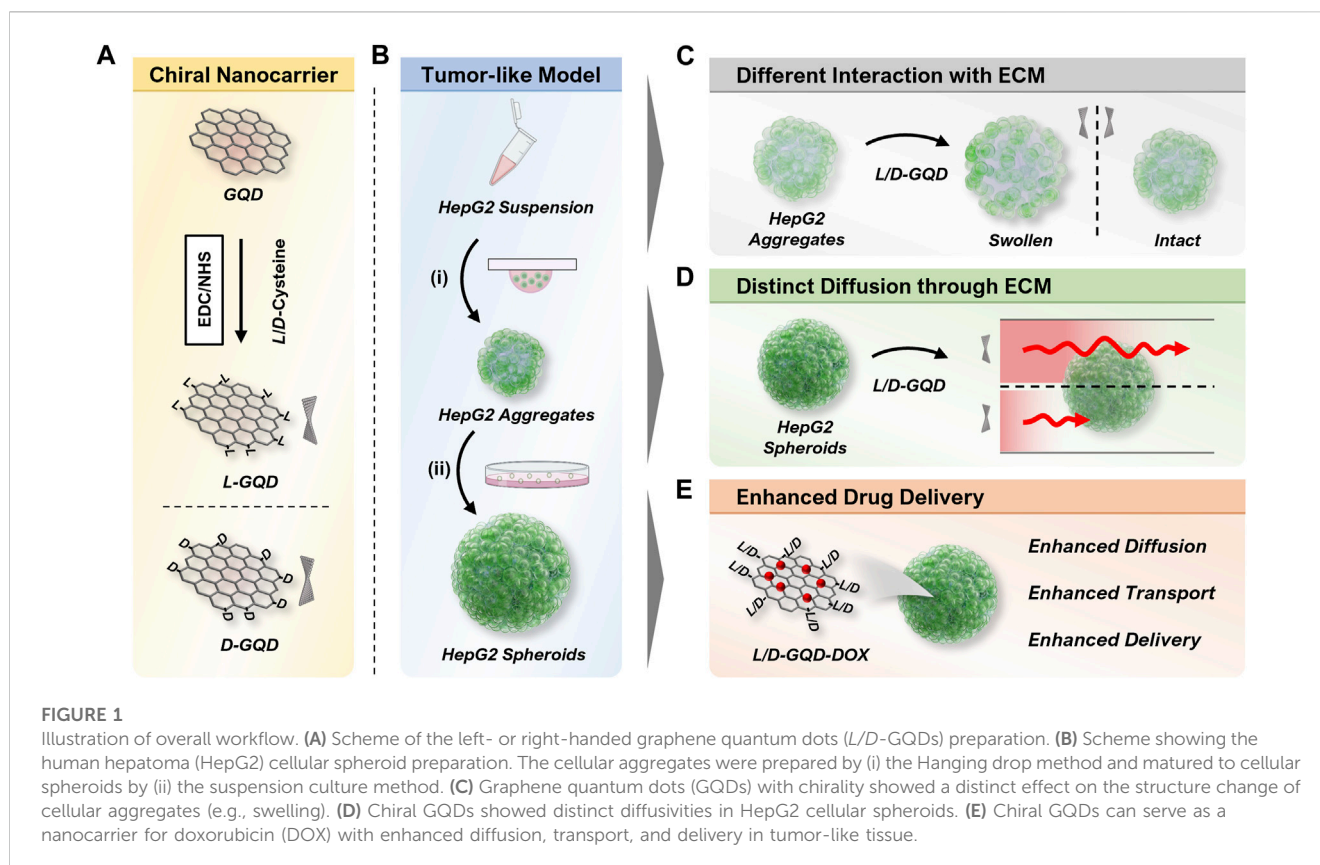 A
Chiral Nanocarrier
GQD
EDC/NHS
L/D-Cysteine
L
L
L
L
L
L
L
L
L-GQD
D
D
D
D
D
D
D
D
D-GQD
B
Tumor-like Model
HepG2 Suspension
(i)
HepG2 Aggregates
(ii)
HepG2 Spheroids
C
Different Interaction with ECM
L/D-GQD
HepG2
Aggregates
Swollen
Intact
D
Distinct Diffusion through ECM
L/D-GQD
HepG2
Spheroids
E
Enhanced Drug Delivery
L/D
L/D
L/D
L/D
L/D
L/D
L/D
L/D
L/D
L/D-GQD-DOX
Enhanced Diffusion
Enhanced Transport
Enhanced Delivery
FIGURE 1
Illustration of overall workflow. (A) Scheme of the left- or right-handed graphene quantum dots (L/D-GQDs) preparation. (B) Scheme showing the
human hepatoma (HepG2) cellular spheroid preparation. The cellular aggregates were prepared by (i) the Hanging drop method and matured to cellular
spheroids by (ii) the suspension culture method. (C) Graphene quantum dots (GQDs) with chirality showed a distinct effect on the structure change of
cellular aggregates (e.g., swelling). (D) Chiral GQDs showed distinct diffusivities in HepG2 cellular spheroids. (E) Chiral GQDs can serve as a
nanocarrier for doxorubicin (DOX) with enhanced diffusion, transport, and delivery in tumor-like tissue.